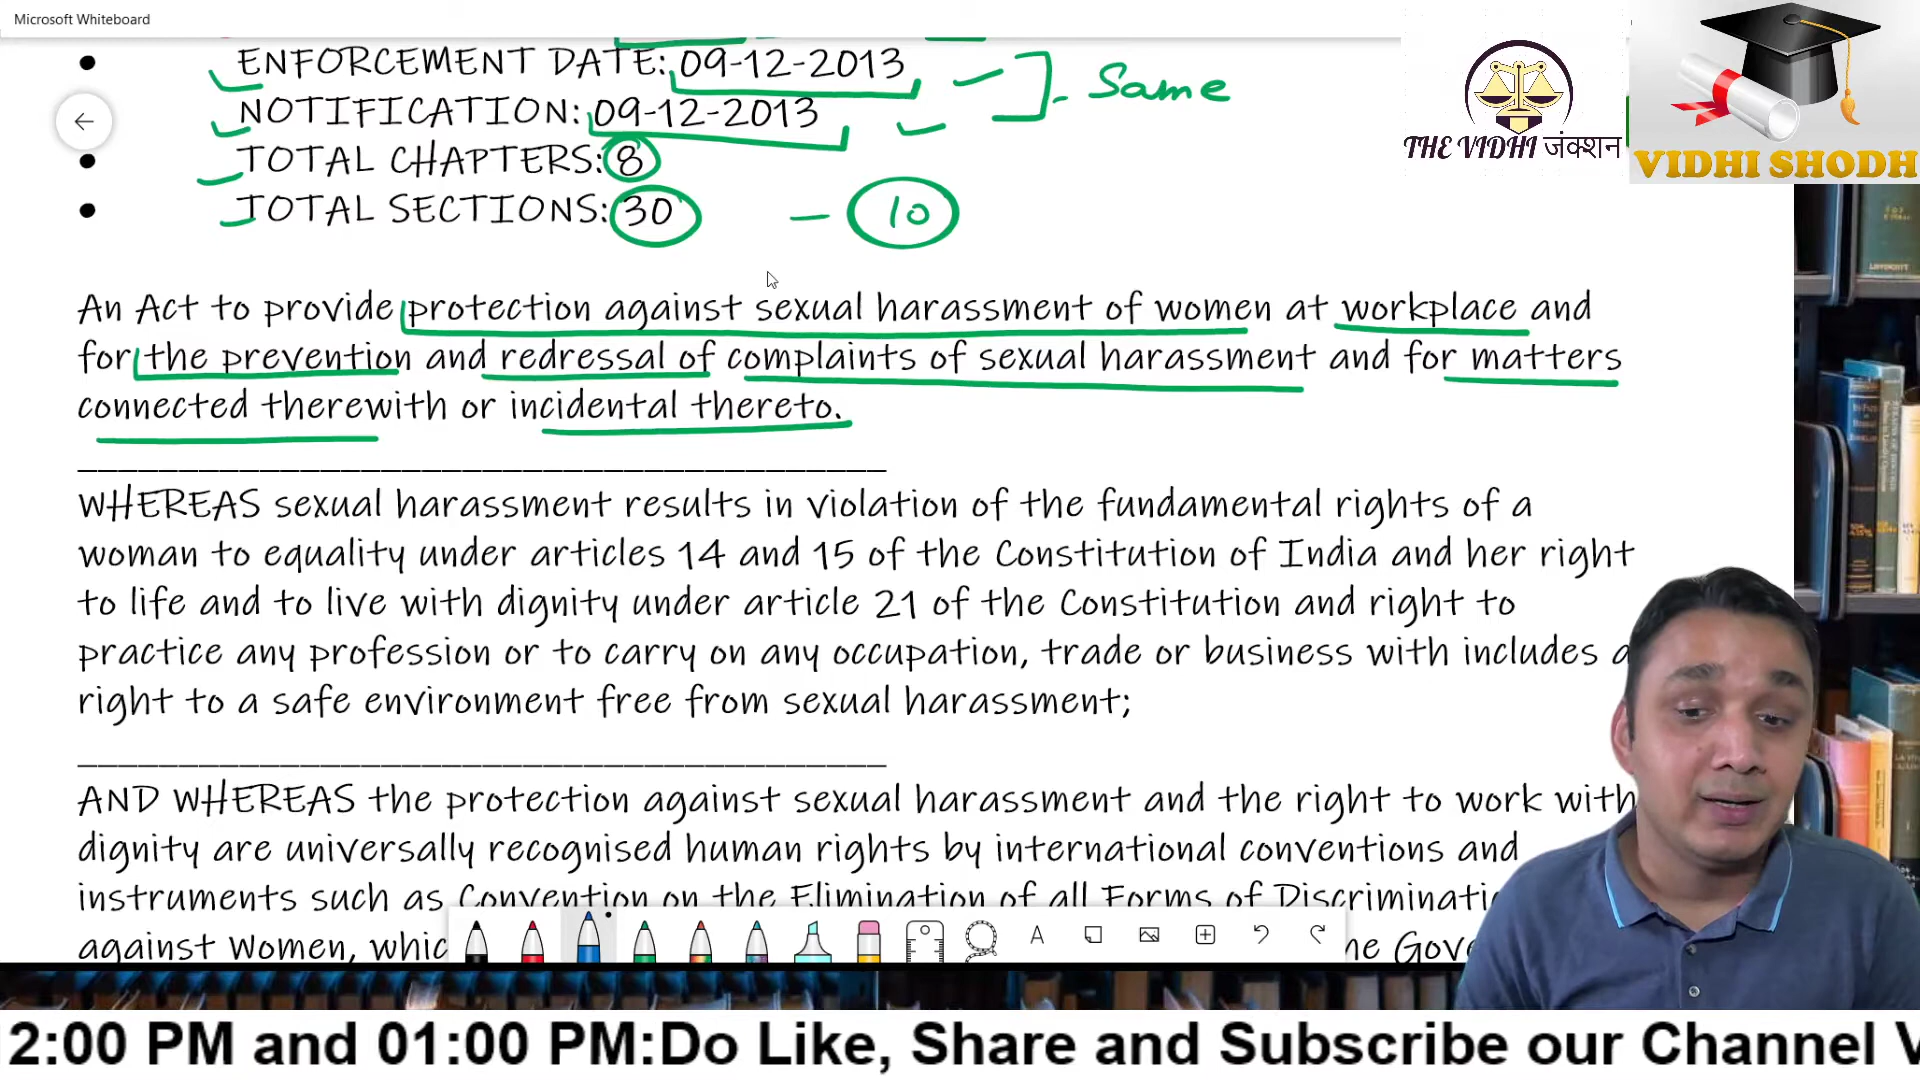 Microsoft Whiteboard
ENFORCEMENT DATE: 09-12-2013
Same
NOTIFICATION: 09-12-2013
TOTAL CHAPTERS: 8
TOTAL SECTIONS: 30 - 10
THE VIDHI जंक्शन
VIDHI SHODH
An Act to provide protection against sexual harassment of women at workplace and
for the prevention and redressal of complaints of sexual harassment and for matters
connected therewith or incidental thereto.
WHEREAS sexual harassment results in violation of the fundamental rights of a
woman to equality under articles 14 and 15 of the Constitution of India and her right
to life and to live with dignity under article 21 of the Constitution and right to
practice any profession or to carry on any occupation, trade or business with includes a
right to a safe environment free from sexual harassment;
AND WHEREAS the protection against sexual harassment and the right to work with
dignity are universally recognised human rights by international conventions and
instruments such as Convention on the Elimination of all Forms of Discriminati
against Women, whic he Gov
2:00 PM and 01:00 PM:Do Like, Share and Subscribe our Channel V